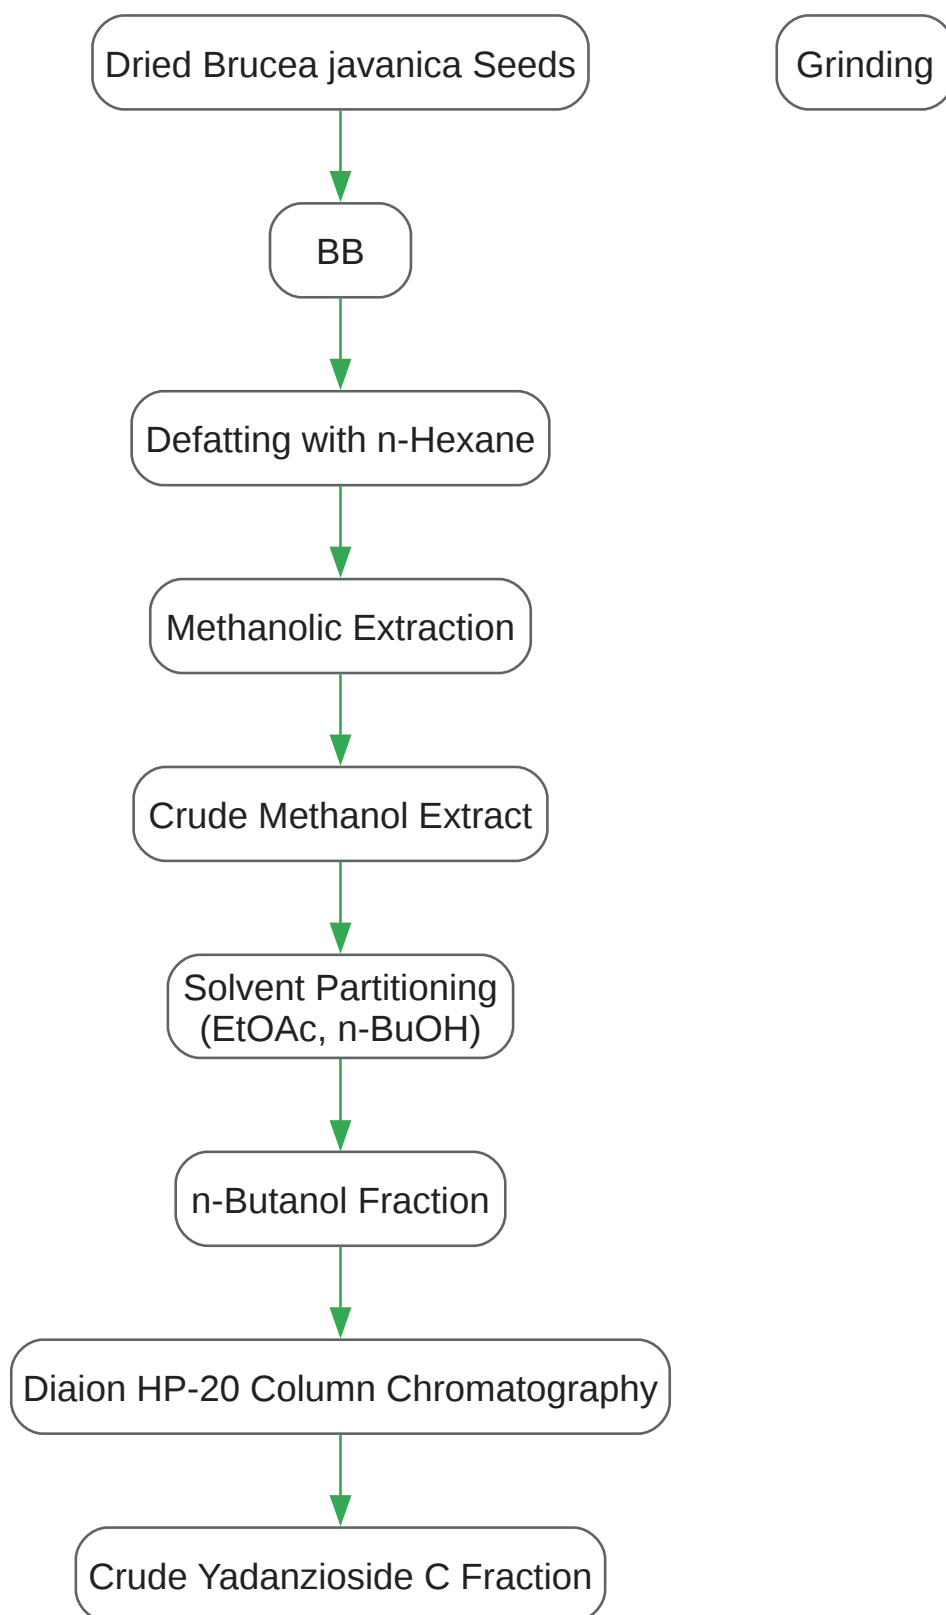 Dried Brucea javanica Seeds
Grinding
BB
Defatting with n-Hexane
Methanolic Extraction
Crude Methanol Extract
Solvent Partitioning
(EtOAc, n-BuOH)
n-Butanol Fraction
Diaion HP-20 Column Chromatography
Crude Yadanzioside C Fraction